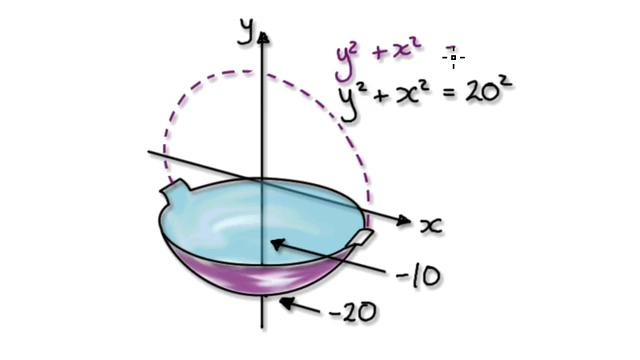 y
y² + x² =
y² + x² = 20²
x
-10
-20